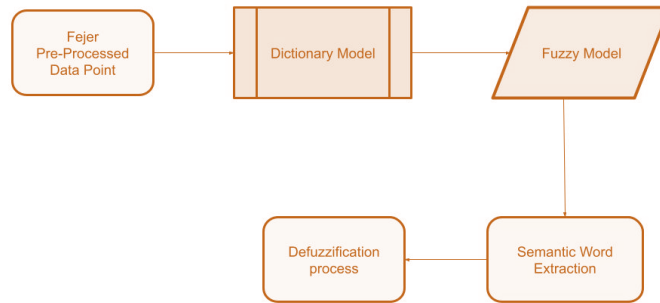 Fejer
Pre-Processed
Data Point
Dictionary Model
Fuzzy Model
Semantic Word
Extraction
Defuzzification
process